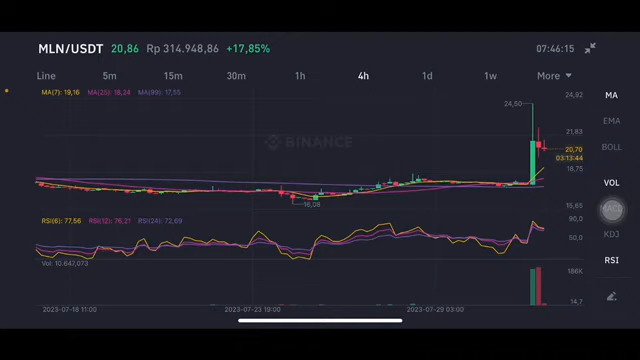 MLN/USDT 20,86 Rp 314.948,86 +17,85% 07:46:15
Line 5m 15m 30m 1h 4h 1d 1w More
MA(7): 19,16 MA(25): 18,24 MA(99): 17,55
24,92
MA
24,50
EMA
21,83
BINANCE
BOLL
20,70
03:13:44
18,75
VOL
16,08
15,65
MACD
RSI(6): 77,56 RSI(12): 76,21 RSI(24): 72,69
90,0
KDJ
50,0
RSI
Vol: 10.647,073
186K
14,7
2023-07-18 11:00 2023-07-23 19:00 2023-07-29 03:00